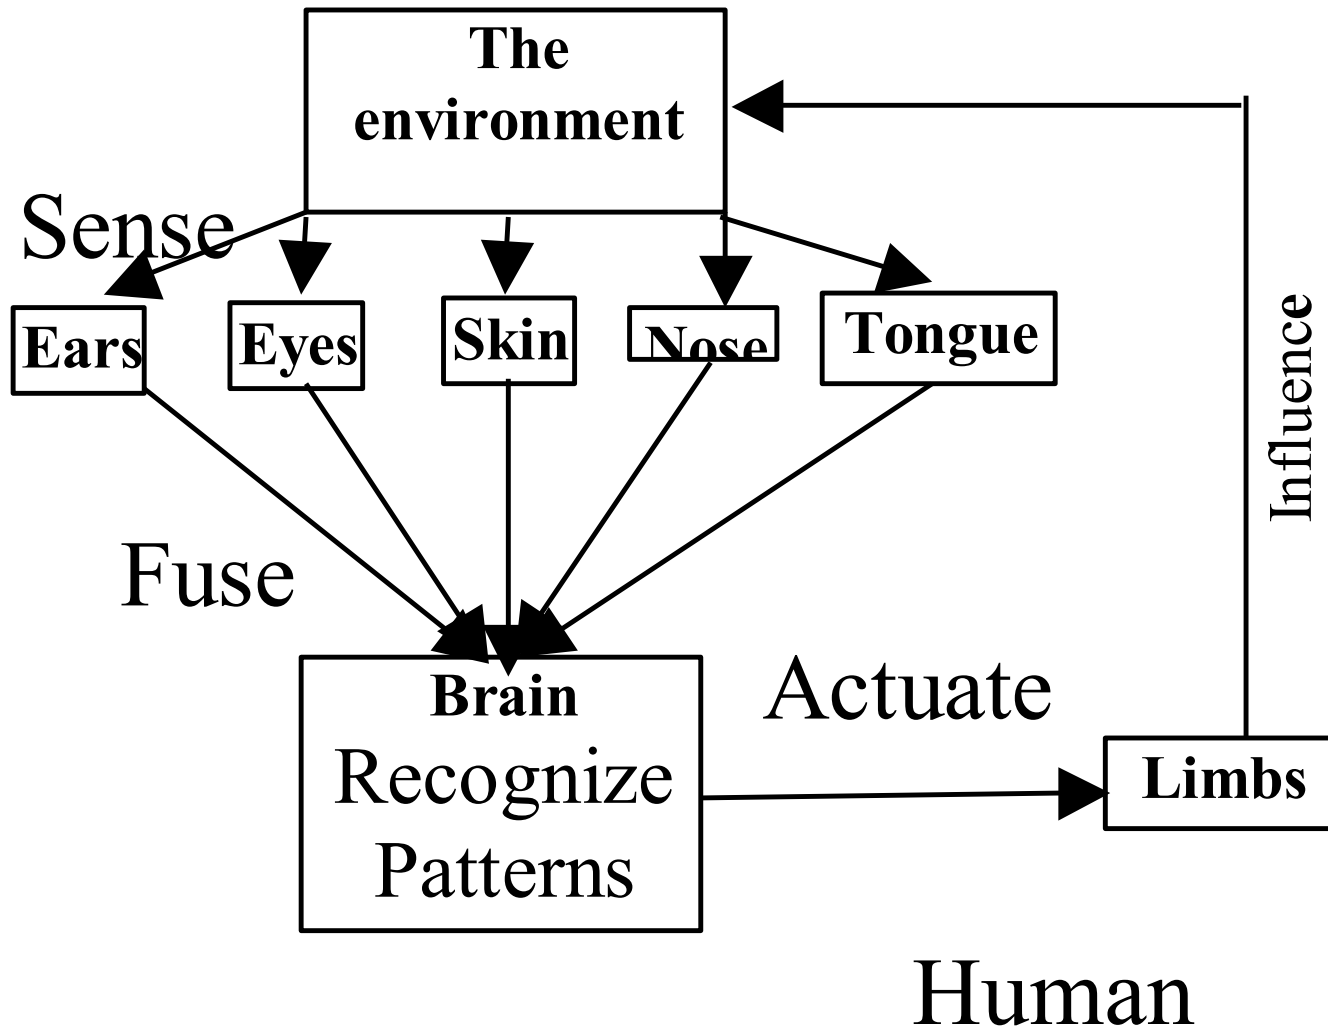 The
environment
Sense
Ears
Eyes
Skin
Nose
Tongue
Influence
Fuse
Brain
Recognize
Patterns
Actuate
Limbs
Human